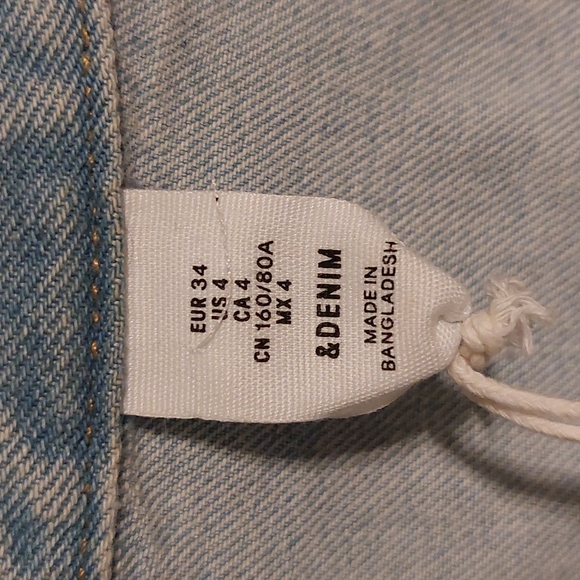 EUR 34
US 4
CA 4
CN 160/80A
MX 4
&DENIM
MADE IN
BANGLADESH